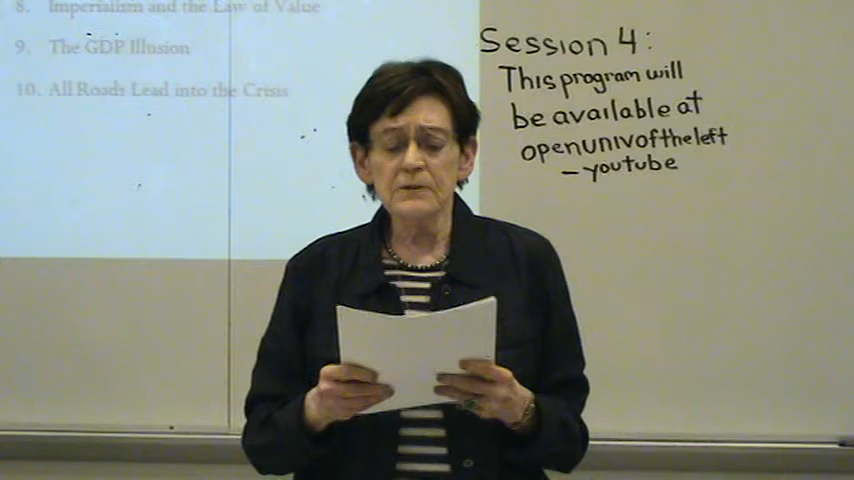 8. Imperialism and the Law of Value
9. The GDP Illusion
10. All Roads Lead into the Crisis
Session 4:
This program will
be available at
openunivoftheleft
- youtube